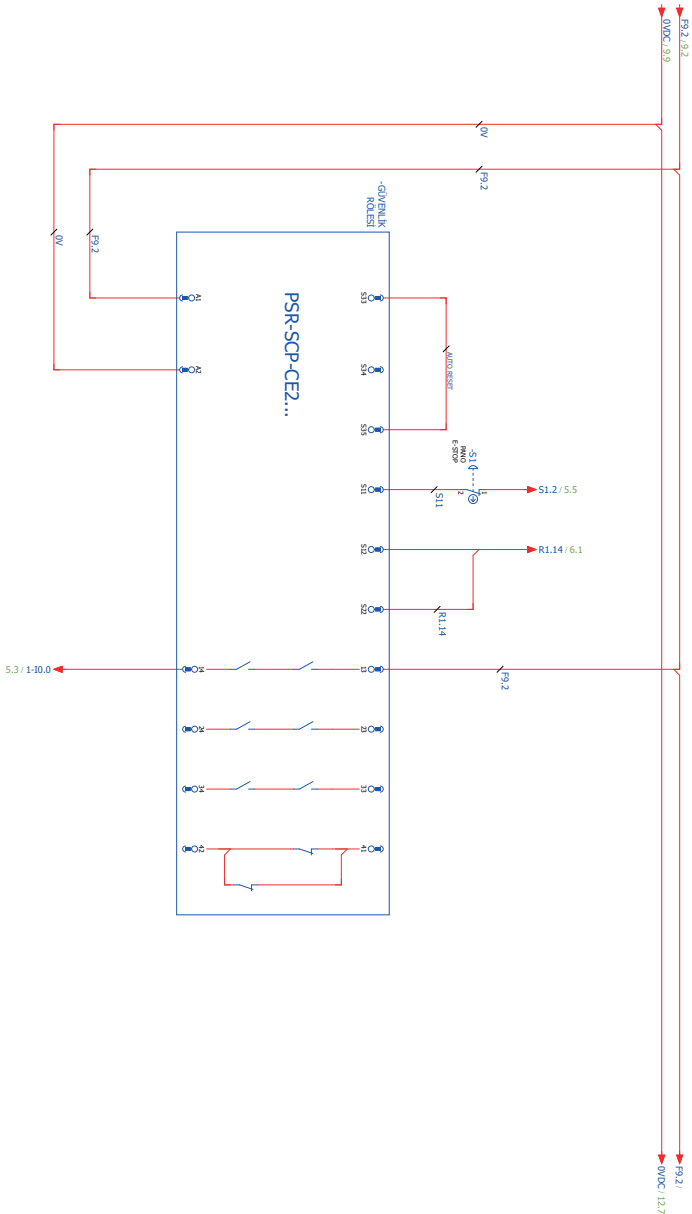 F9.2 / 9.2
0VDC / 9.9
0V
F9.2
F9.2
0V
-GÜVENLİK
RÖLESİ
PSR-SCP-CE2...
A1
A2
S33
S34
S35
AUTO RESET
S11
S11
-S1
PANO
E-STOP
1
2
S1.2 / 5.5
S12
R1.14 / 6.1
S22
R1.14
13
F9.2
14
5.3 / 1-I0.0
23
24
33
34
41
42
F9.2 /
0VDC / 12.7